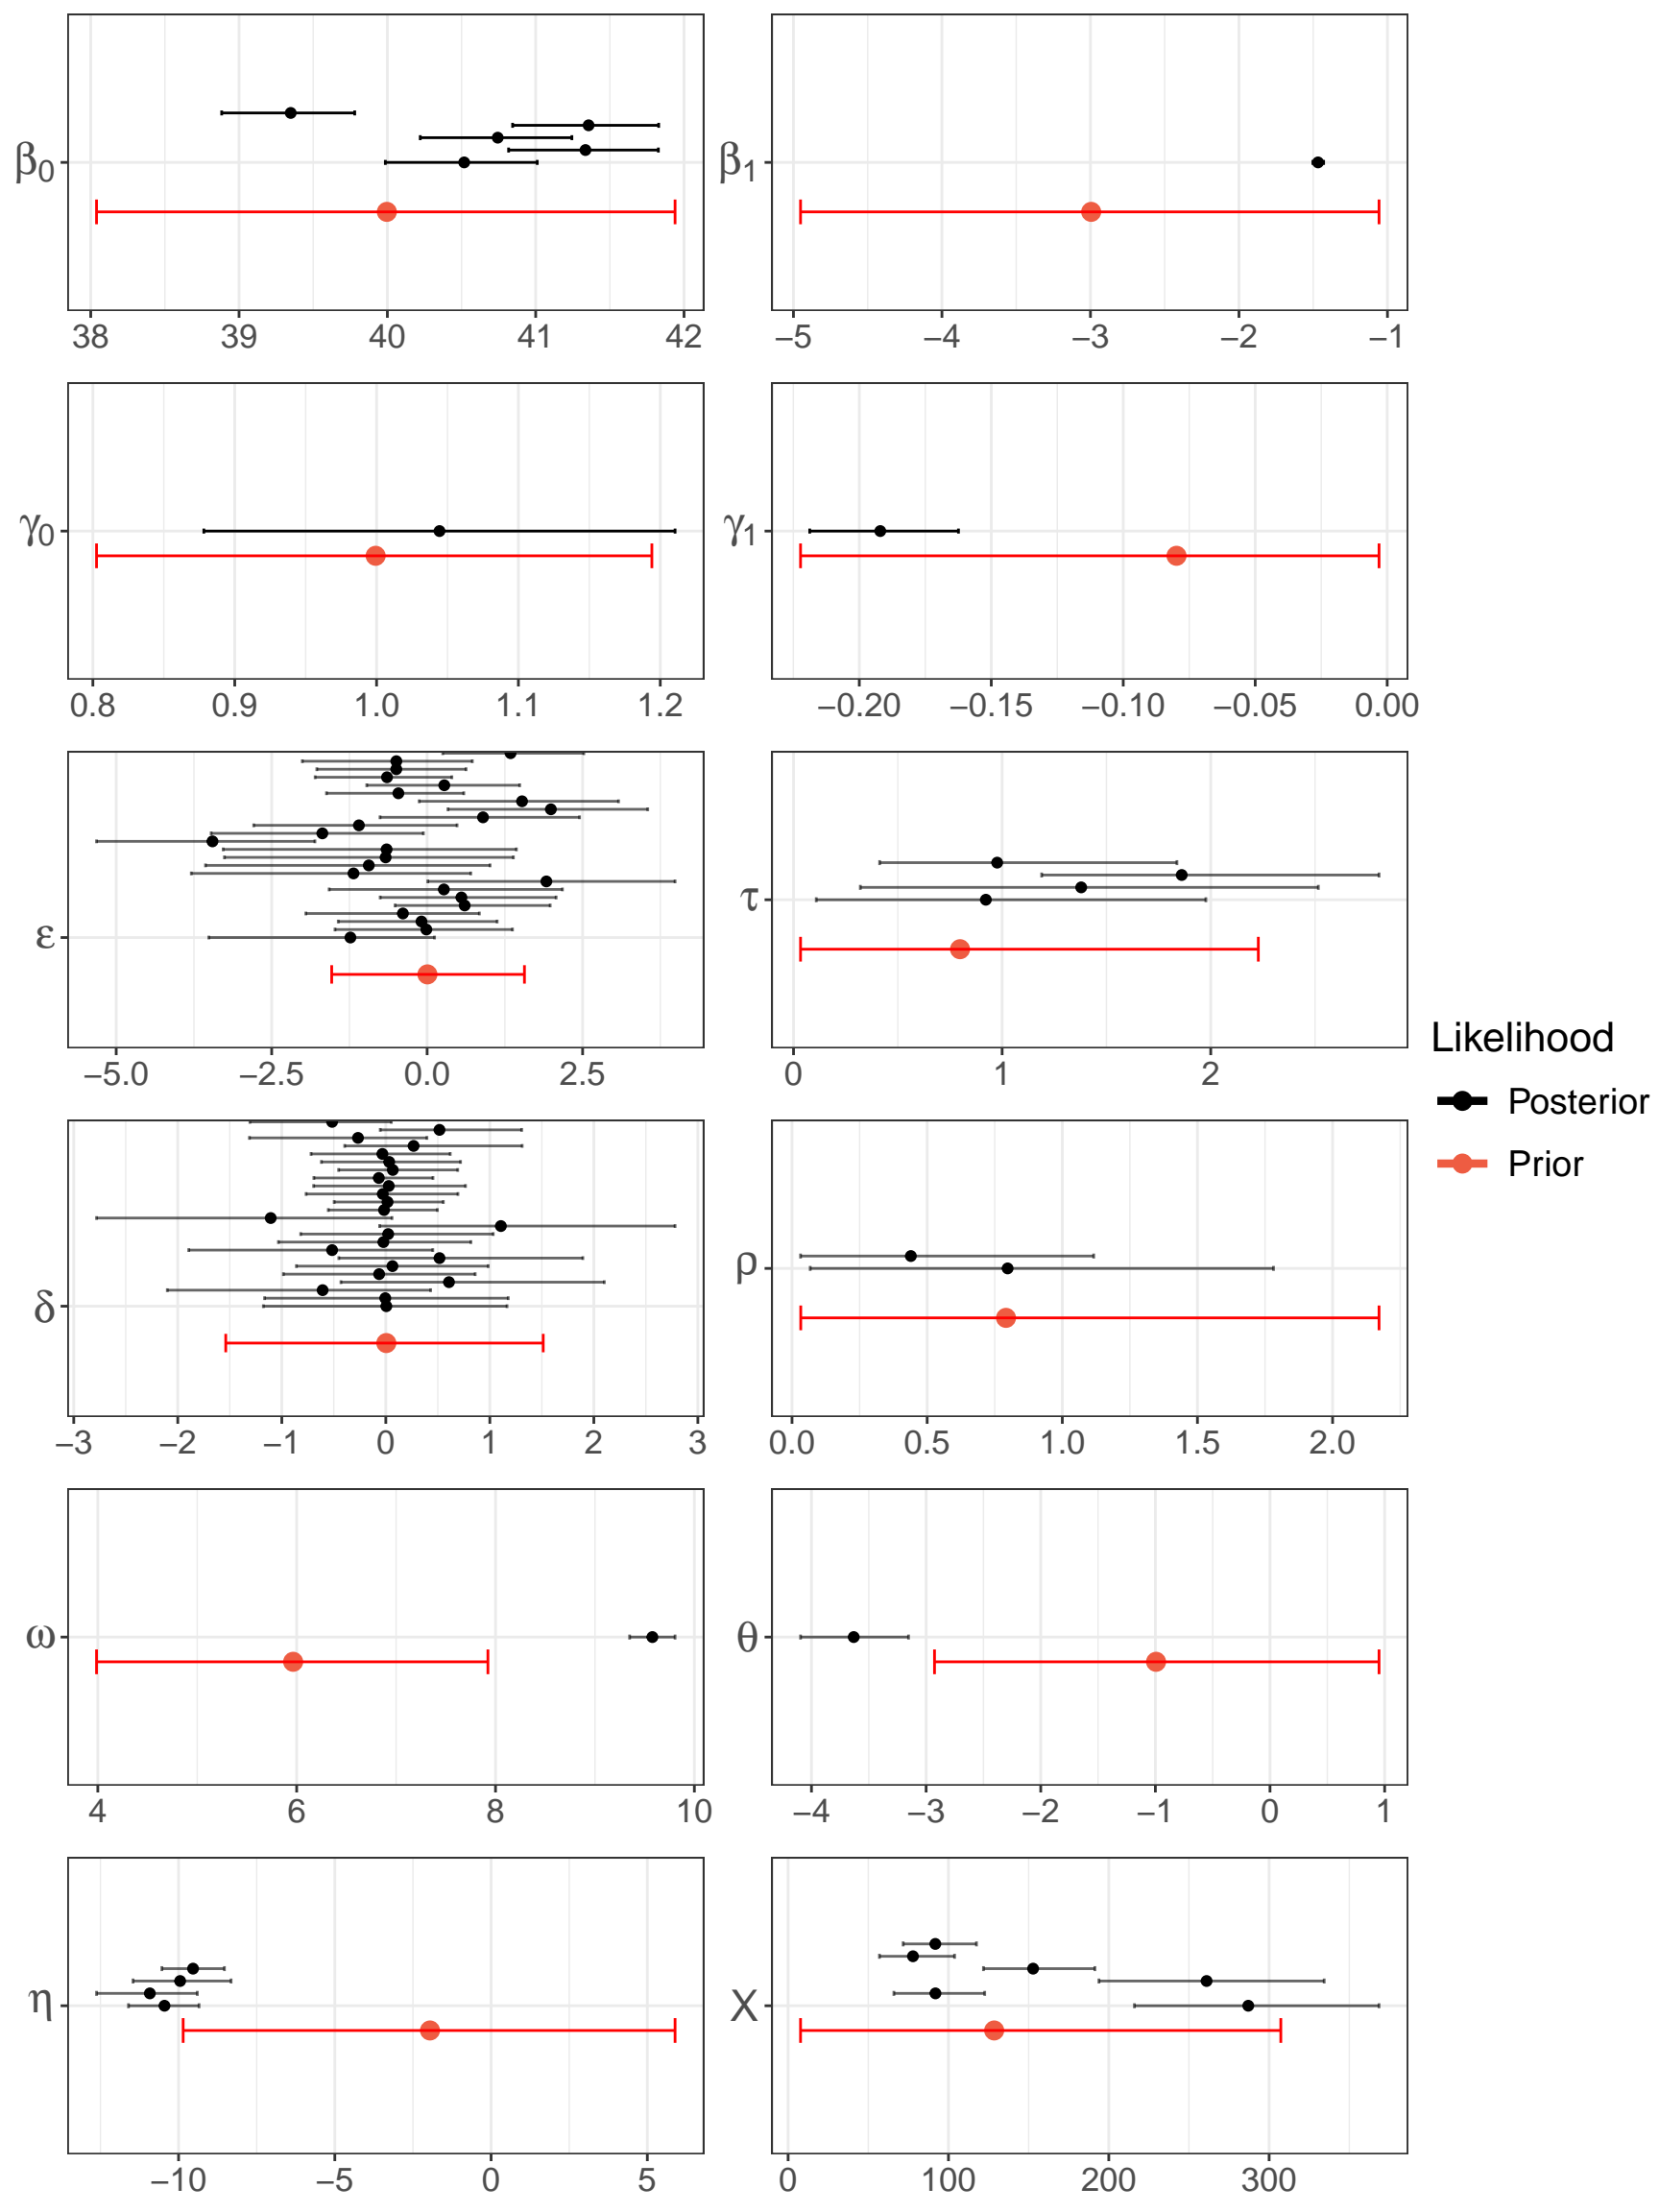 β0
38 39 40 41 42
β1
−5 −4 −3 −2 −1
γ0
0.8 0.9 1.0 1.1 1.2
γ1
−0.20 −0.15 −0.10 −0.05 0.00
ε
−5.0 −2.5 0.0 2.5
τ
0 1 2
δ
−3 −2 −1 0 1 2 3
ρ
0.0 0.5 1.0 1.5 2.0
ω
4 6 8 10
θ
−4 −3 −2 −1 0 1
η
−10 −5 0 5
X
0 100 200 300
Likelihood
Posterior
Prior